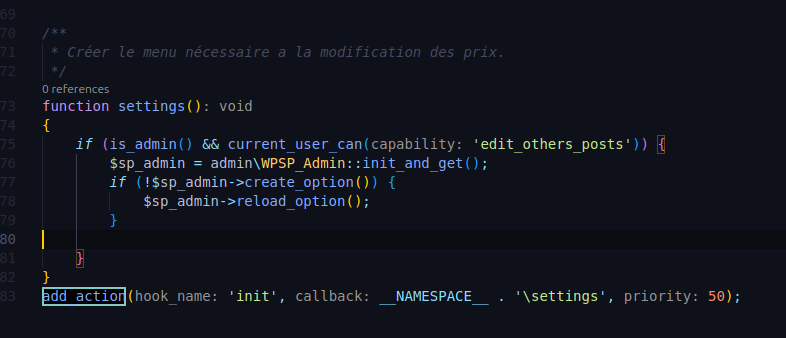 69
70 /**
71 * Créer le menu nécessaire a la modification des prix.
72 */
0 references
73 function settings(): void
74 {
75 if (is_admin() && current_user_can(capability: 'edit_others_posts')) {
76 $sp_admin = admin\WPSP_Admin::init_and_get();
77 if (!$sp_admin->create_option()) {
78 $sp_admin->reload_option();
79 }
80
81 }
82 }
83 add_action(hook_name: 'init', callback: __NAMESPACE__ . '\settings', priority: 50);